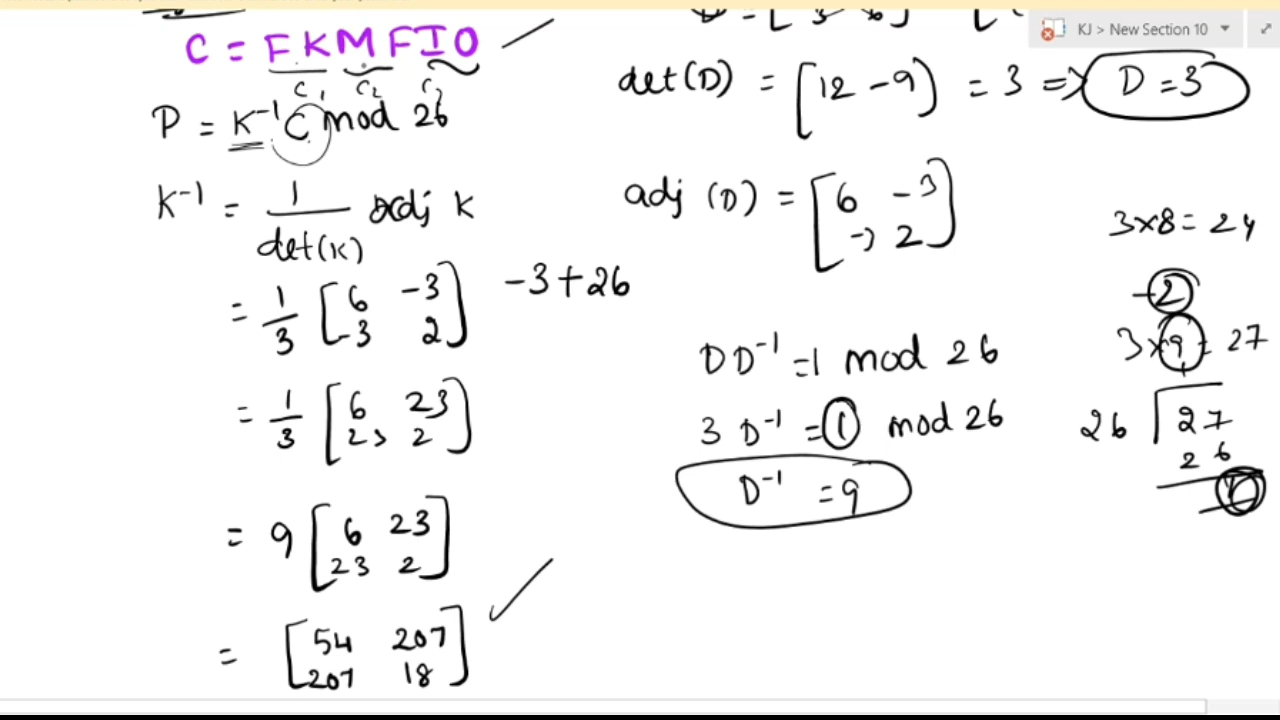 KJ > New Section 10
C = FKMFIO
C1 C2 C3
P = K⁻¹ C mod 26
K⁻¹ = 1/det(K) adj K
= 1/3 [6 -3
-3 2]
-3+26
= 1/3 [6 23
23 2]
= 9 [6 23
23 2]
= [54 207
207 18]
det(D) = [12 - 9] = 3 => D = 3
adj (D) = [6 -3
2]
D D⁻¹ = 1 mod 26
3 D⁻¹ = 1 mod 26
D⁻¹ = 9
3×8 = 24
-2
3×9 = 27
26 27
26
1